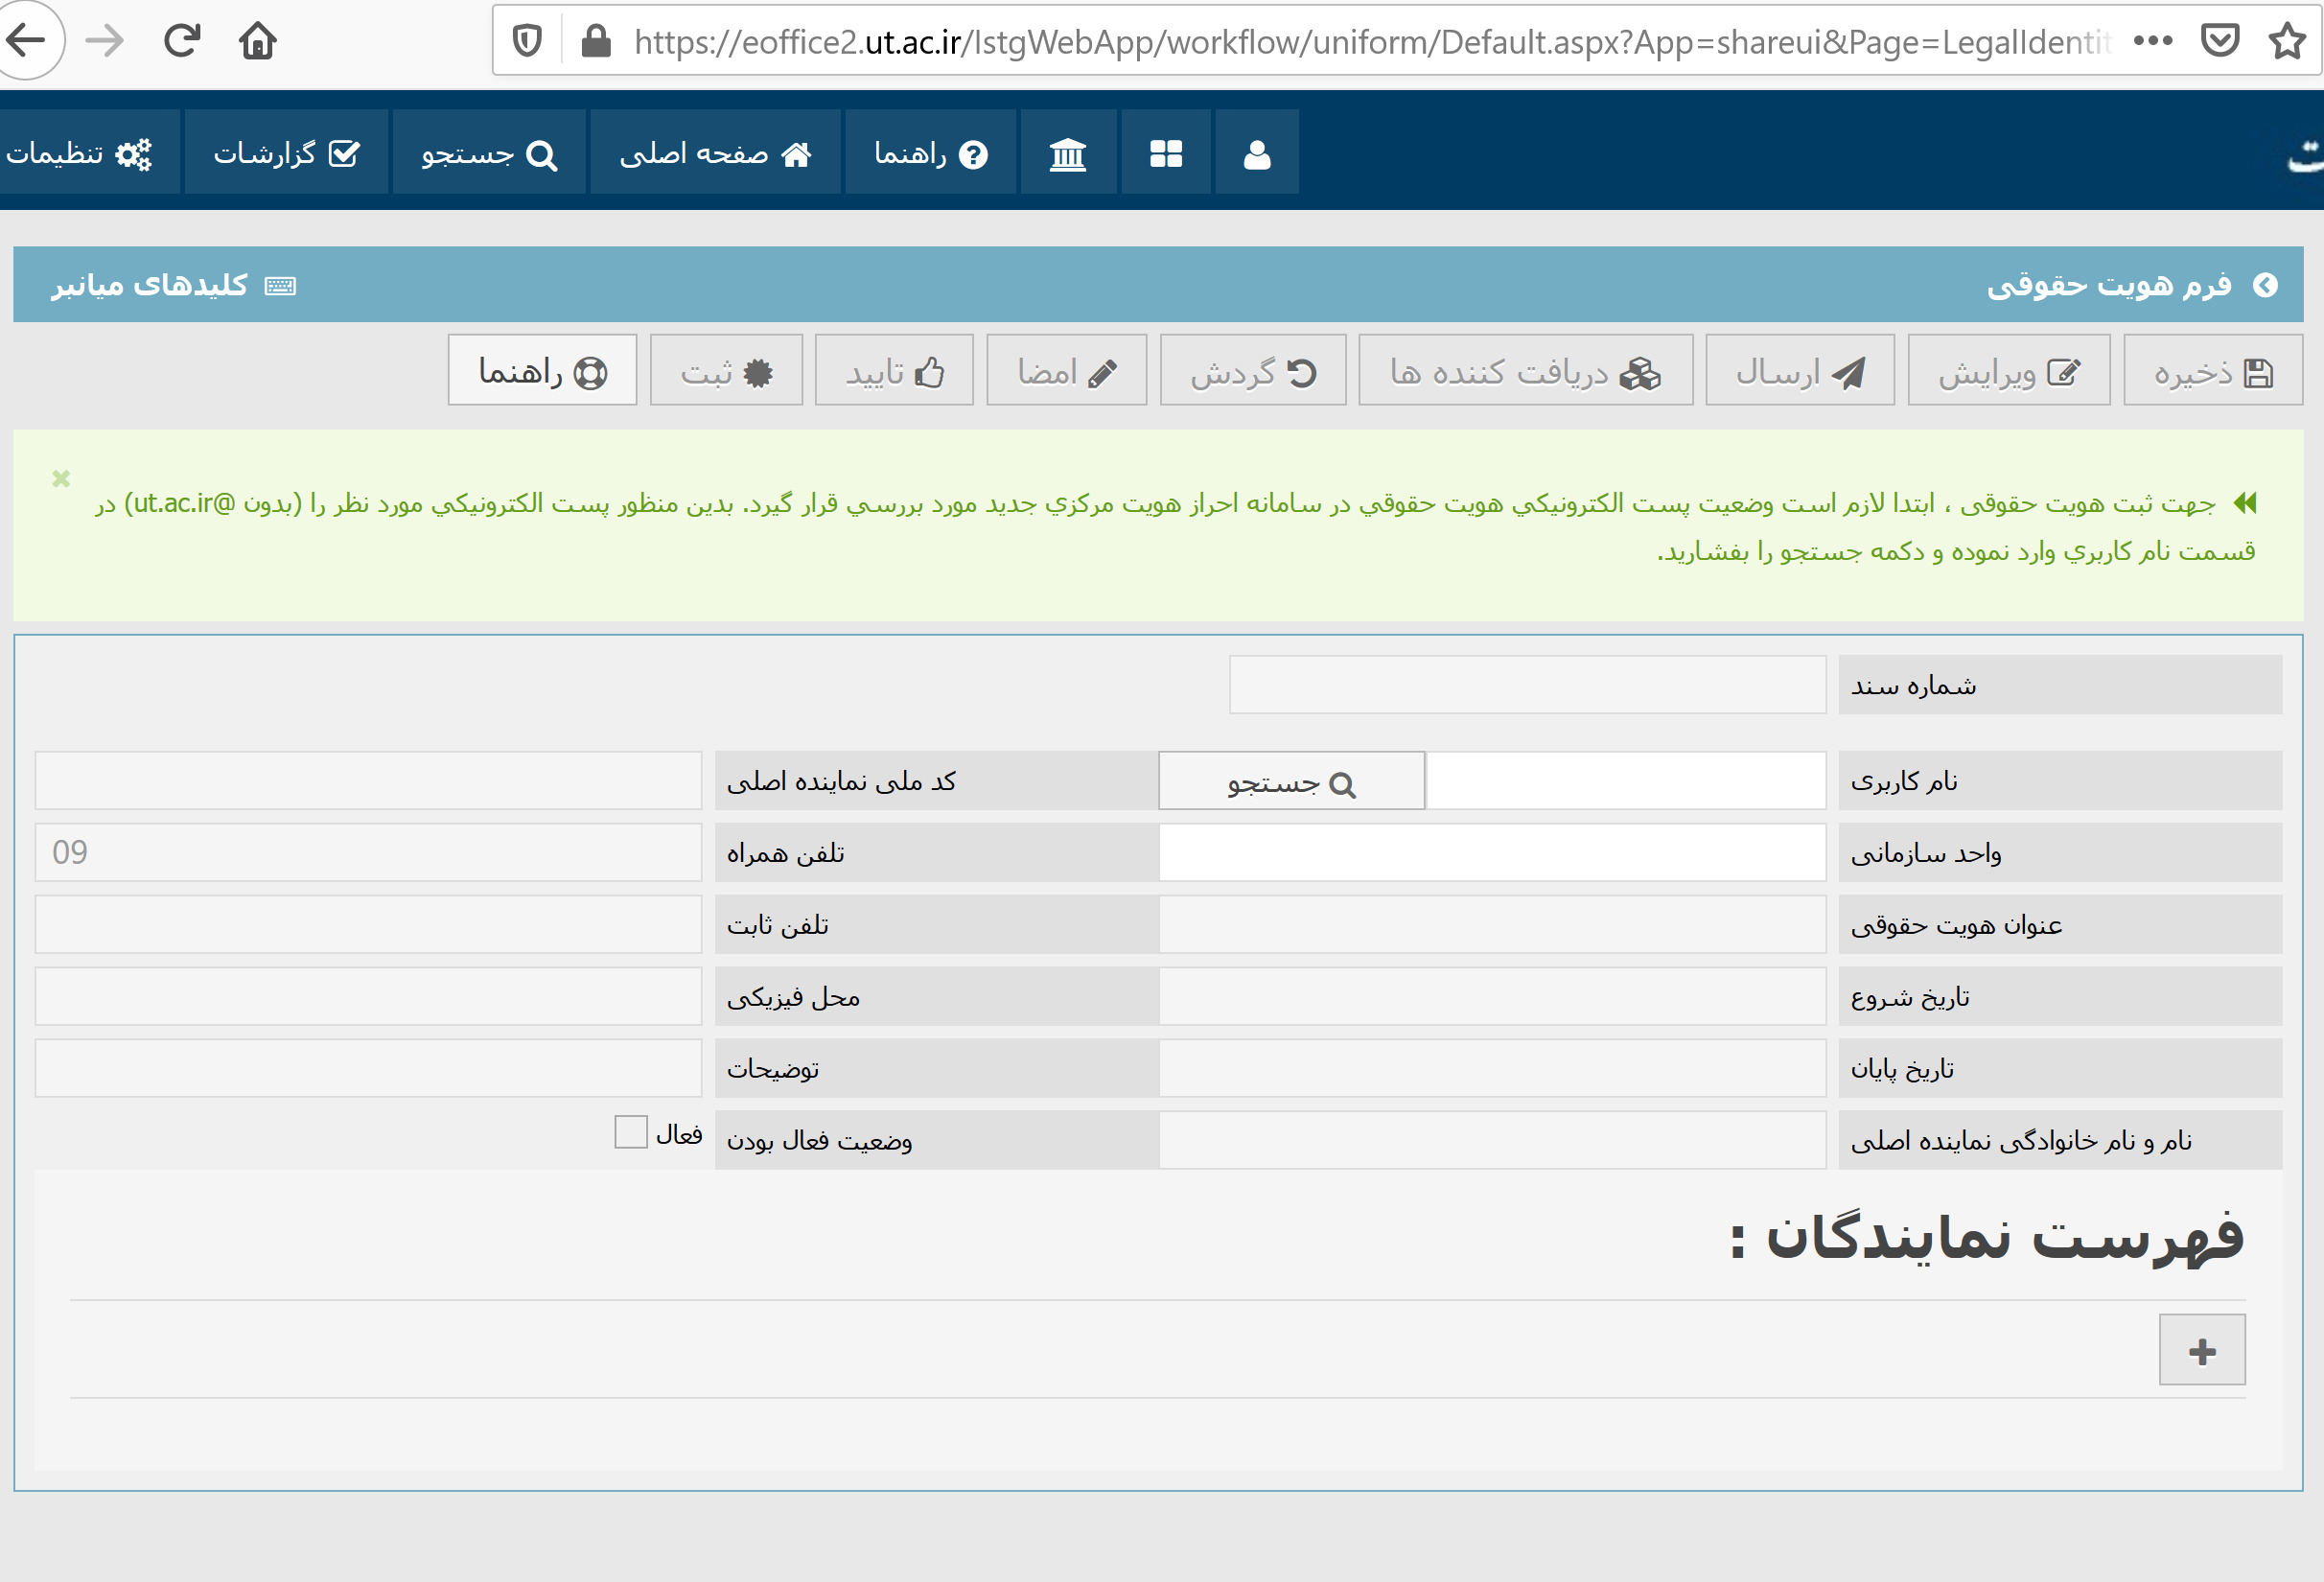 https://eoffice2.ut.ac.ir/IstgWebApp/workflow/uniform/Default.aspx?App=shareui&Page=LegalIdentit
راهنما
صفحه اصلی
جستجو
گزارشات
تنظیمات
فرم هویت حقوقی
کلیدهای میانبر
ذخیره
ویرایش
ارسال
دریافت کننده ها
گردش
امضا
تایید
ثبت
راهنما
جهت ثبت هویت حقوقی ، ابتدا لازم است وضعیت پست الکترونیکي هویت حقوقي در سامانه احراز هویت مرکزي جدید مورد بررسي قرار گیرد. بدین منظور پست الکترونیکي مورد نظر را (بدون @ut.ac.ir) در
قسمت نام کاربري وارد نموده و دکمه جستجو را بفشارید.
شماره سند
نام کاربری
جستجو
کد ملی نماینده اصلی
واحد سازمانی
تلفن همراه
09
عنوان هویت حقوقی
تلفن ثابت
تاریخ شروع
محل فیزیکی
تاریخ پایان
توضیحات
نام و نام خانوادگی نماینده اصلی
وضعیت فعال بودن
فعال
فهرست نمایندگان :